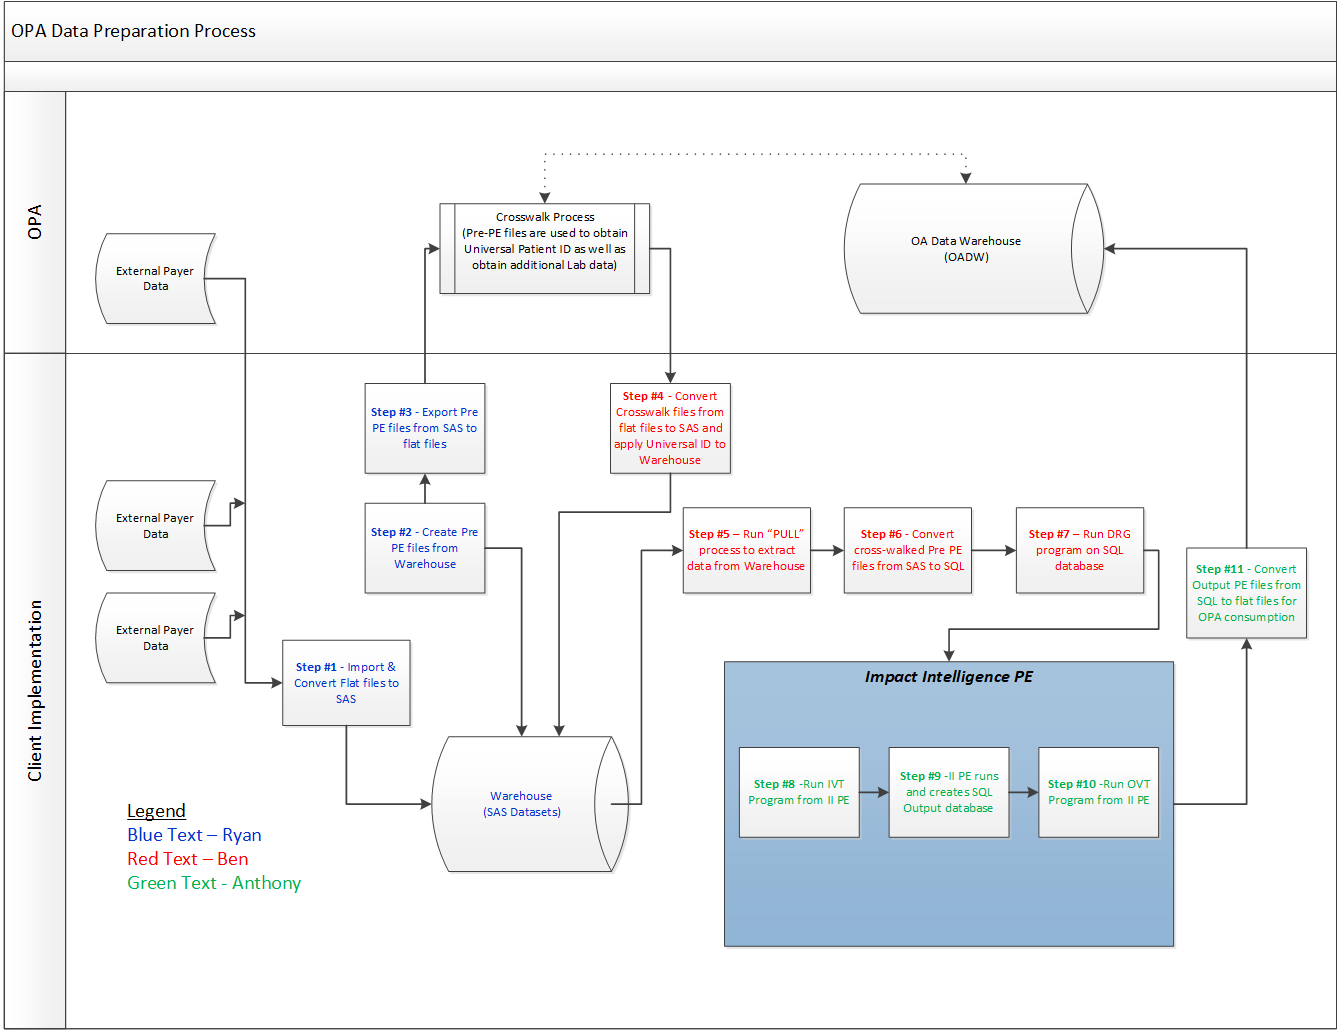 OPA Data Preparation Process
OPA
External Payer
Data
Crosswalk Process
(Pre-PE files are used to obtain
Universal Patient ID as well as
obtain additional Lab data)
OA Data Warehouse
(OADW)
Client Implementation
Step #3 - Export Pre
PE files from SAS to
flat files
Step #4 - Convert
Crosswalk files from
flat files to SAS and
apply Universal ID to
Warehouse
External Payer
Data
Step #2 - Create Pre
PE files from
Warehouse
Step #5 – Run “PULL”
process to extract
data from Warehouse
Step #6 - Convert
cross-walked Pre PE
files from SAS to SQL
Step #7 – Run DRG
program on SQL
database
Step #11 - Convert
Output PE files from
SQL to flat files for
OPA consumption
External Payer
Data
Step #1 - Import &
Convert Flat files to
SAS
Impact Intelligence PE
Warehouse
(SAS Datasets)
Step #8 -Run IVT
Program from II PE
Step #9 -II PE runs
and creates SQL
Output database
Step #10 -Run OVT
Program from II PE
Legend
Blue Text – Ryan
Red Text – Ben
Green Text - Anthony